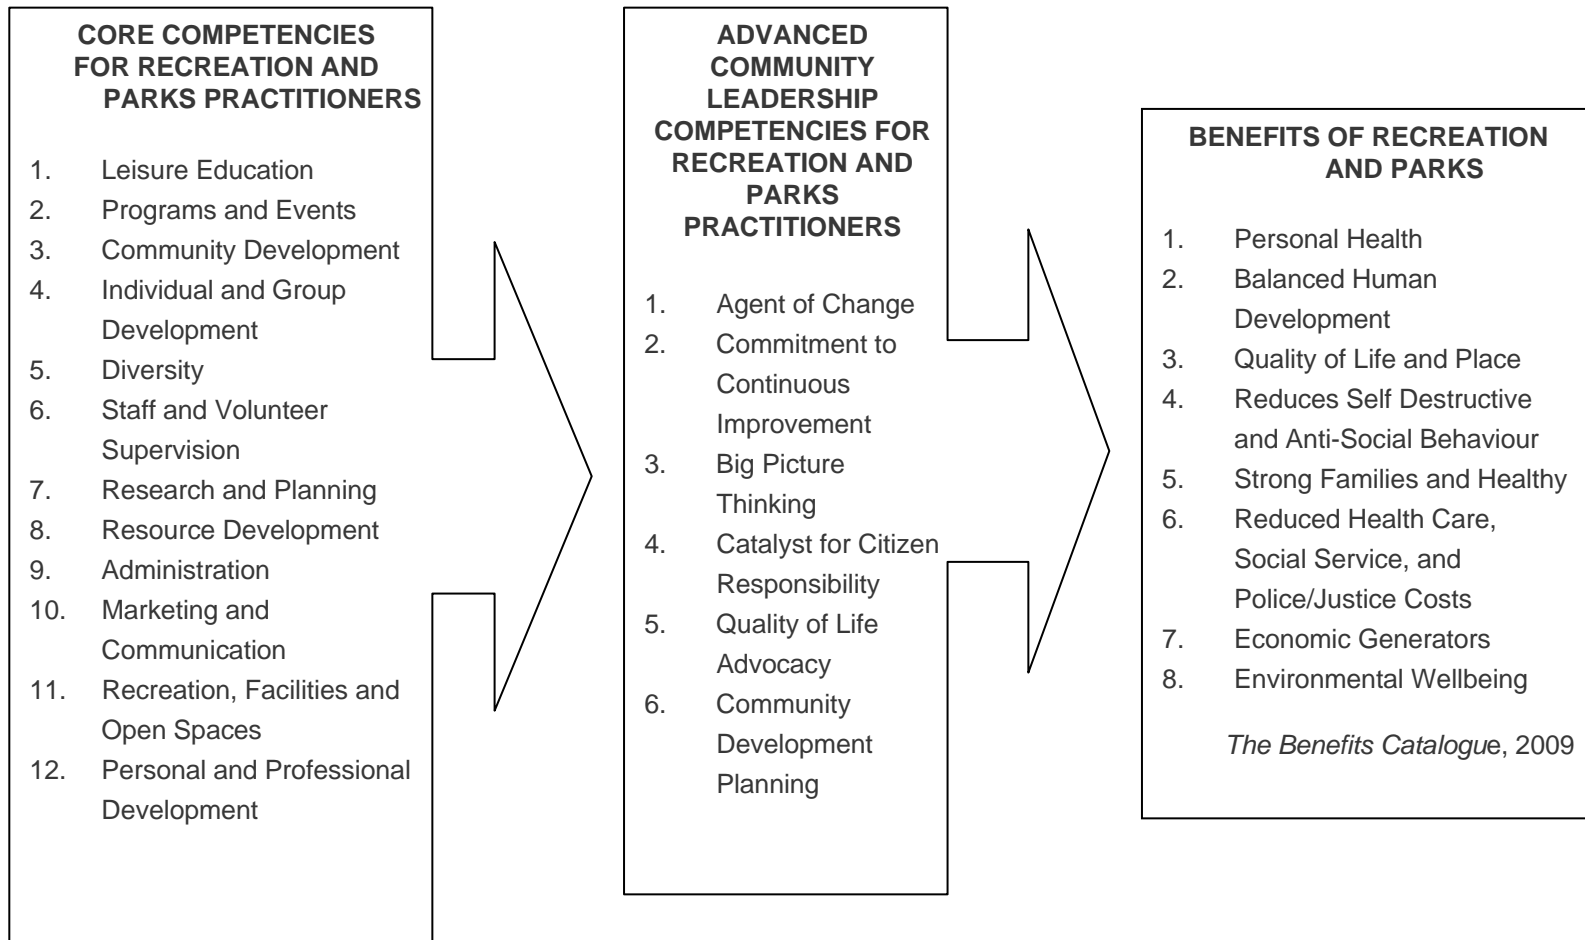 CORE COMPETENCIES
FOR RECREATION AND
PARKS PRACTITIONERS
1. Leisure Education
2. Programs and Events
3. Community Development
4. Individual and Group
Development
5. Diversity
6. Staff and Volunteer
Supervision
7. Research and Planning
8. Resource Development
9. Administration
10. Marketing and
Communication
11. Recreation, Facilities and
Open Spaces
12. Personal and Professional
Development
ADVANCED
COMMUNITY
LEADERSHIP
COMPETENCIES FOR
RECREATION AND
PARKS
PRACTITIONERS
1. Agent of Change
2. Commitment to
Continuous
Improvement
3. Big Picture
Thinking
4. Catalyst for Citizen
Responsibility
5. Quality of Life
Advocacy
6. Community
Development
Planning
BENEFITS OF RECREATION
AND PARKS
1. Personal Health
2. Balanced Human
Development
3. Quality of Life and Place
4. Reduces Self Destructive
and Anti-Social Behaviour
5. Strong Families and Healthy
6. Reduced Health Care,
Social Service, and
Police/Justice Costs
7. Economic Generators
8. Environmental Wellbeing
The Benefits Catalogue, 2009